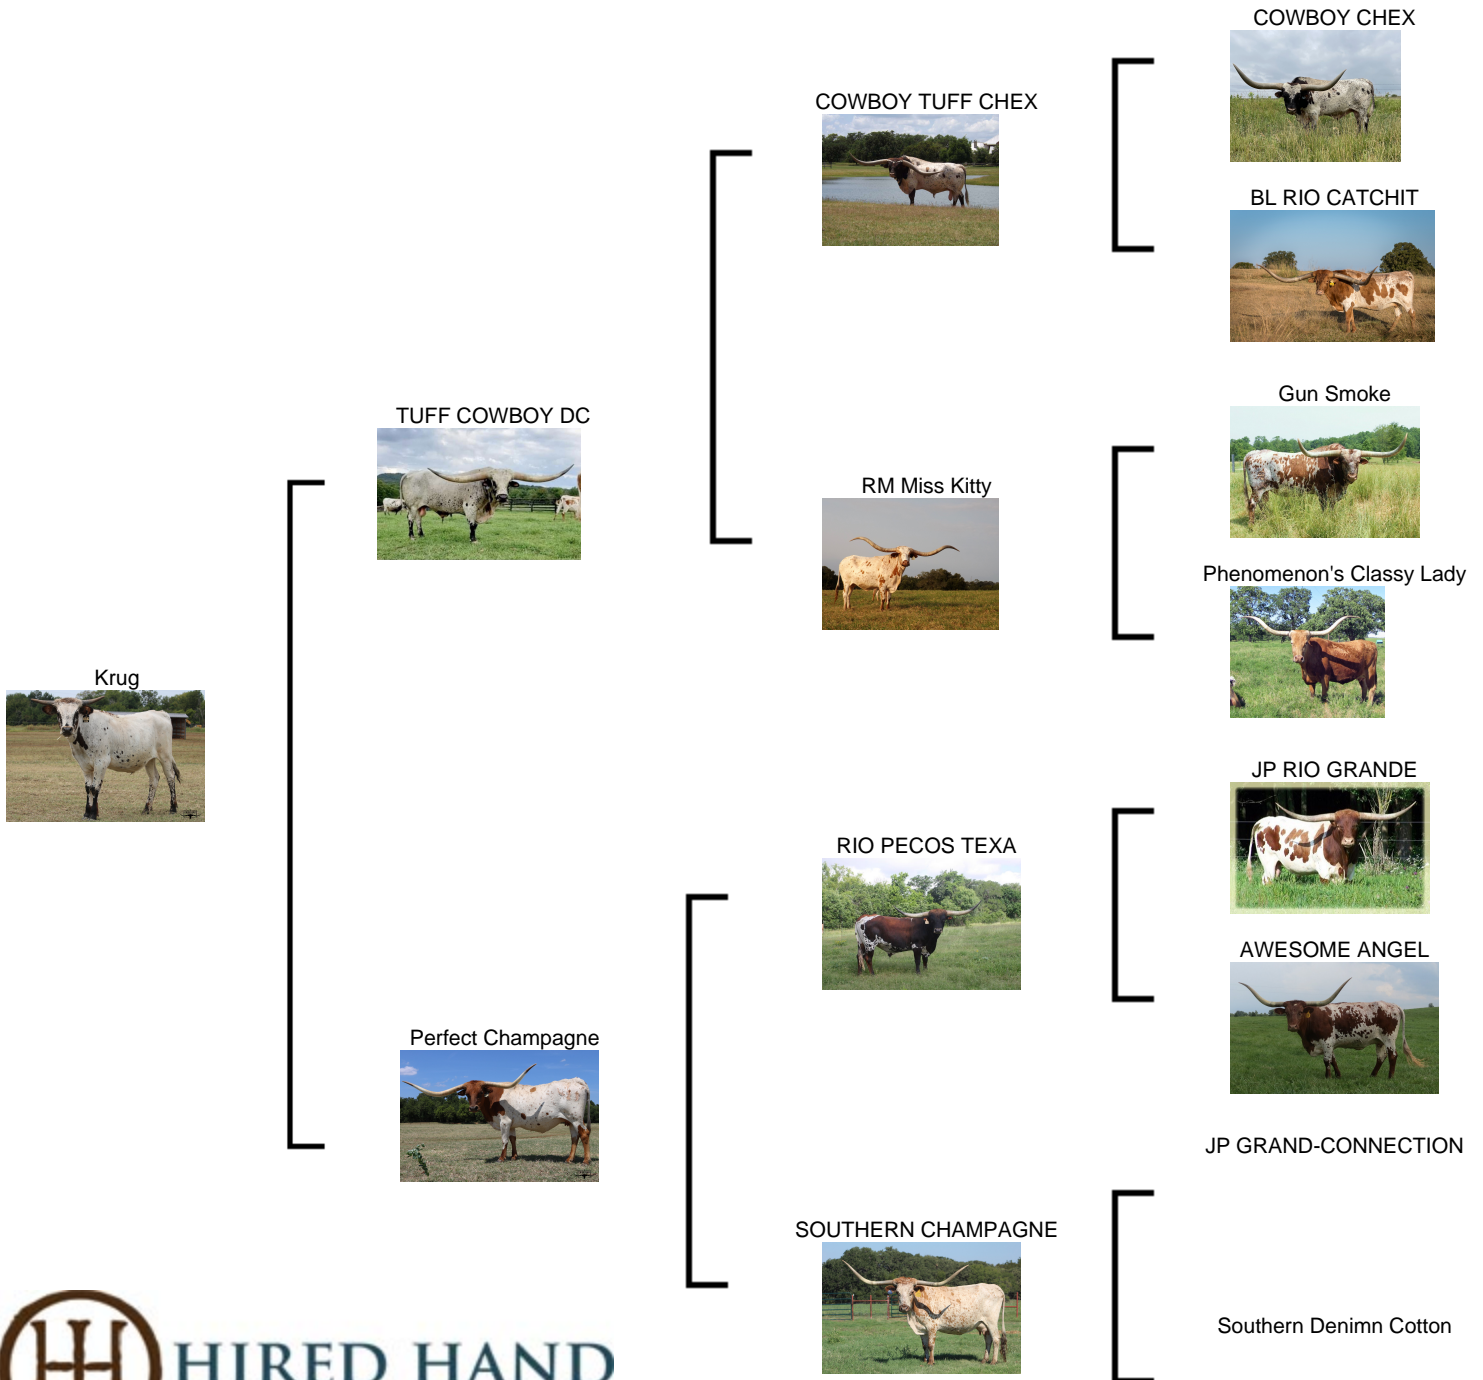 COWBOY CHEX
COWBOY TUFF CHEX
BL RIO CATCHIT
TUFF COWBOY DC
Gun Smoke
RM Miss Kitty
Phenomenon's Classy Lady
Krug
JP RIO GRANDE
RIO PECOS TEXA
AWESOME ANGEL
Perfect Champagne
JP GRAND-CONNECTION
SOUTHERN CHAMPAGNE
Southern Denimn Cotton
HIRED HAND